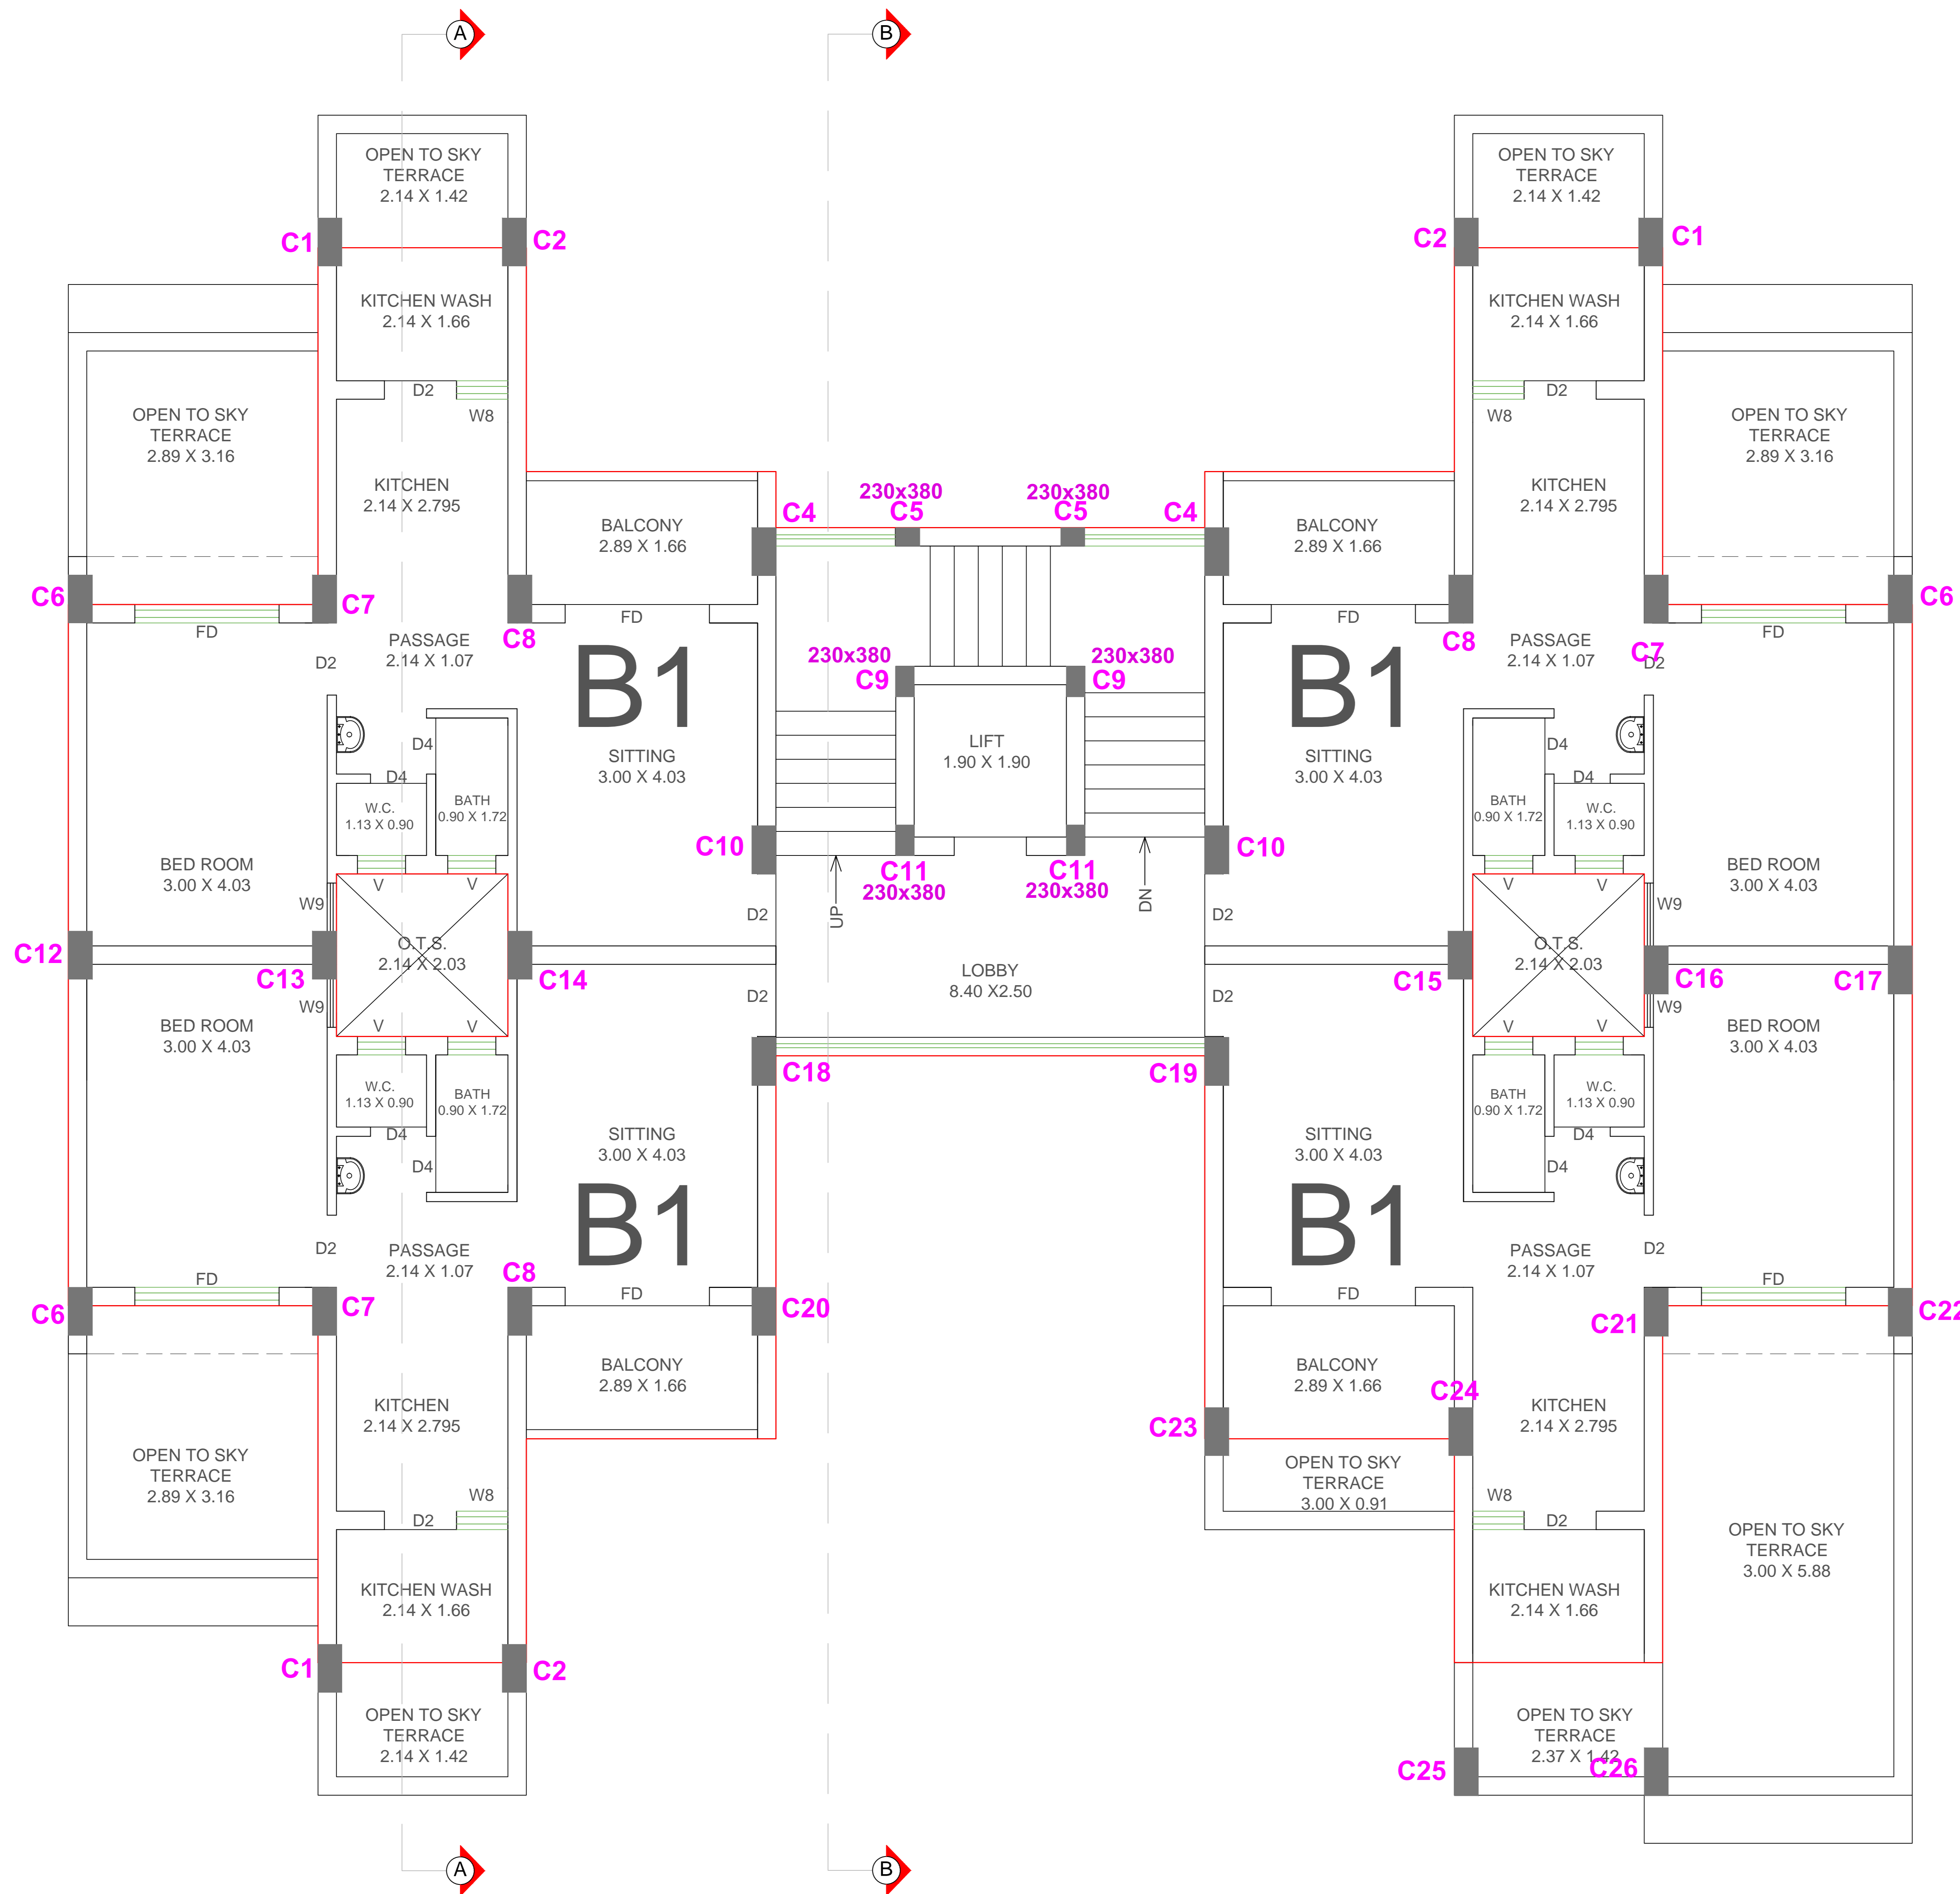 A
B
OPEN TO SKY
TERRACE
2.14 X 1.42
OPEN TO SKY
TERRACE
2.14 X 1.42
C1
C2
C2
C1
KITCHEN WASH
2.14 X 1.66
KITCHEN WASH
2.14 X 1.66
D2
W8
D2
W8
OPEN TO SKY
TERRACE
2.89 X 3.16
KITCHEN
2.14 X 2.795
BALCONY
2.89 X 1.66
C4
230x380
C5
230x380
C5
C4
BALCONY
2.89 X 1.66
KITCHEN
2.14 X 2.795
OPEN TO SKY
TERRACE
2.89 X 3.16
C6
C7
C8
FD
FD
FD
FD
C8
C7
C6
D2
PASSAGE
2.14 X 1.07
B1
230x380
C9
230x380
C9
B1
PASSAGE
2.14 X 1.07
D2
D4
D4
SITTING
3.00 X 4.03
LIFT
1.90 X 1.90
SITTING
3.00 X 4.03
D4
D4
W.C.
1.13 X 0.90
BATH
0.90 X 1.72
BATH
0.90 X 1.72
W.C.
1.13 X 0.90
BED ROOM
3.00 X 4.03
C10
C11
230x380
C11
230x380
C10
BED ROOM
3.00 X 4.03
V
V
V
V
W9
D2
UP
DN
D2
W9
C12
C13
O.T.S.
2.14 X 2.03
C14
LOBBY
8.40 X2.50
C15
O.T.S.
2.14 X 2.03
C16
C17
W9
D2
D2
W9
BED ROOM
3.00 X 4.03
V
V
V
V
BED ROOM
3.00 X 4.03
C18
C19
W.C.
1.13 X 0.90
BATH
0.90 X 1.72
BATH
0.90 X 1.72
W.C.
1.13 X 0.90
D4
D4
SITTING
3.00 X 4.03
SITTING
3.00 X 4.03
D4
D4
B1
B1
D2
PASSAGE
2.14 X 1.07
PASSAGE
2.14 X 1.07
D2
FD
C8
FD
FD
FD
C6
C7
C20
C21
C22
BALCONY
2.89 X 1.66
BALCONY
2.89 X 1.66
KITCHEN
2.14 X 2.795
C23
C24
KITCHEN
2.14 X 2.795
OPEN TO SKY
TERRACE
2.89 X 3.16
OPEN TO SKY
TERRACE
3.00 X 0.91
W8
D2
W8
D2
OPEN TO SKY
TERRACE
3.00 X 5.88
KITCHEN WASH
2.14 X 1.66
KITCHEN WASH
2.14 X 1.66
C1
C2
OPEN TO SKY
TERRACE
2.14 X 1.42
OPEN TO SKY
TERRACE
2.37 X 1.42
C25
C26
A
B